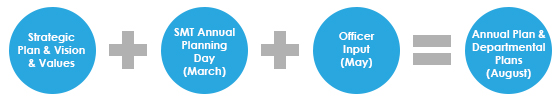 Strategic
Plan & Vision
& Values
SMT Annual
Planning
Day
(March)
Officer
Input
(May)
Annual Plan &
Departmental
Plans
(August)